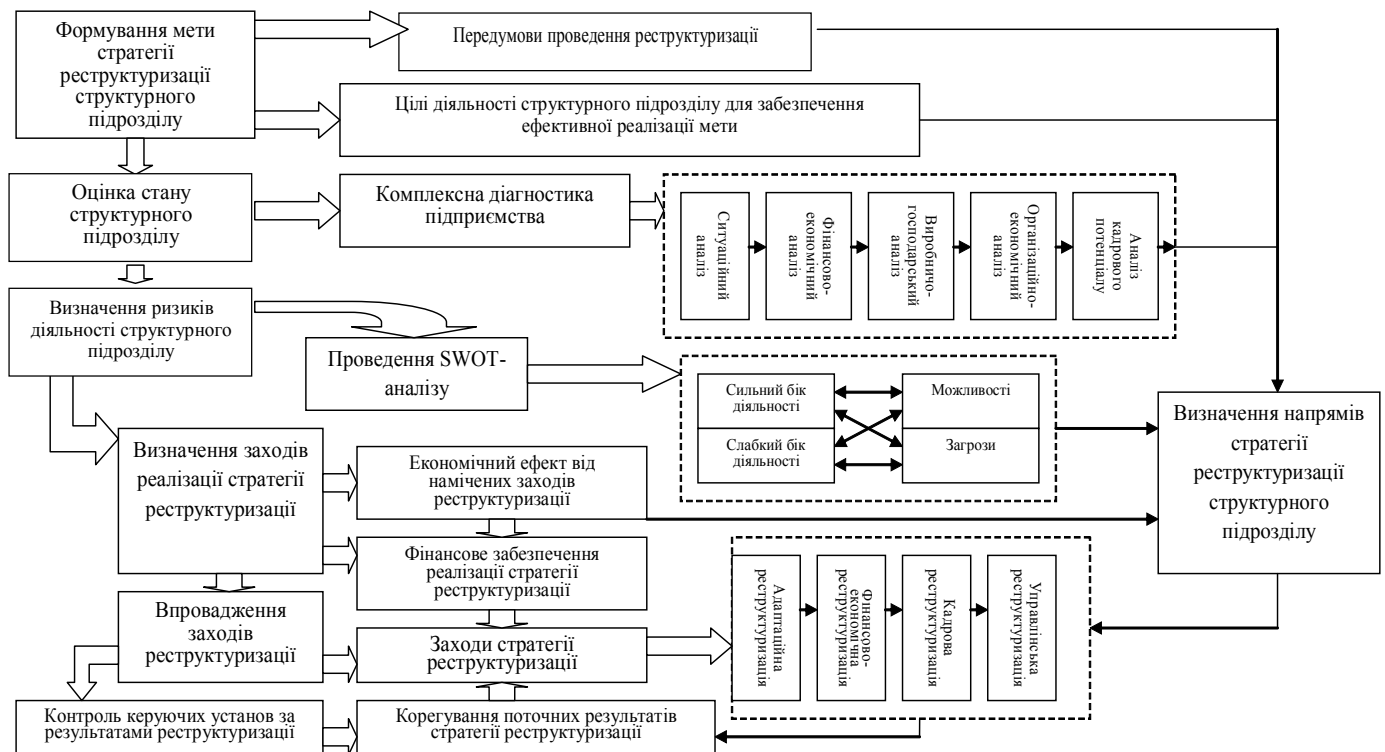 Формування мети
стратегії
реструктуризації
структурного
підрозділу
Передумови проведення реструктуризації
Цілі діяльності структурного підрозділу для забезпечення
ефективної реалізації мети
Оцінка стану
структурного
підрозділу
Комплексна діагностика
підприємства
Ситуаційний
аналіз
Фінансово-
економічний
аналіз
Виробничо-
господарський
аналіз
Організаційно-
економічний
аналіз
Аналіз
кадрового
потенціалу
Визначення ризиків
діяльності структурного
підрозділу
Проведення SWOT-
аналізу
Сильний бік
діяльності
Можливості
Слабкий бік
діяльності
Загрози
Визначення напрямів
стратегії
реструктуризації
структурного
підрозділу
Визначення заходів
реалізації стратегії
реструктуризації
Економічний ефект від
намічених заходів
реструктуризації
Фінансове забезпечення
реалізації стратегії
реструктуризації
Впровадження
заходів
реструктуризації
Заходи стратегії
реструктуризації
Адаптаційна
реструктуризація
Фінансово-
економічна
реструктуризація
Кадрова
реструктуризація
Управлінська
реструктуризація
Контроль керуючих установ за
результатами реструктуризації
Корегування поточних результатів
стратегії реструктуризації